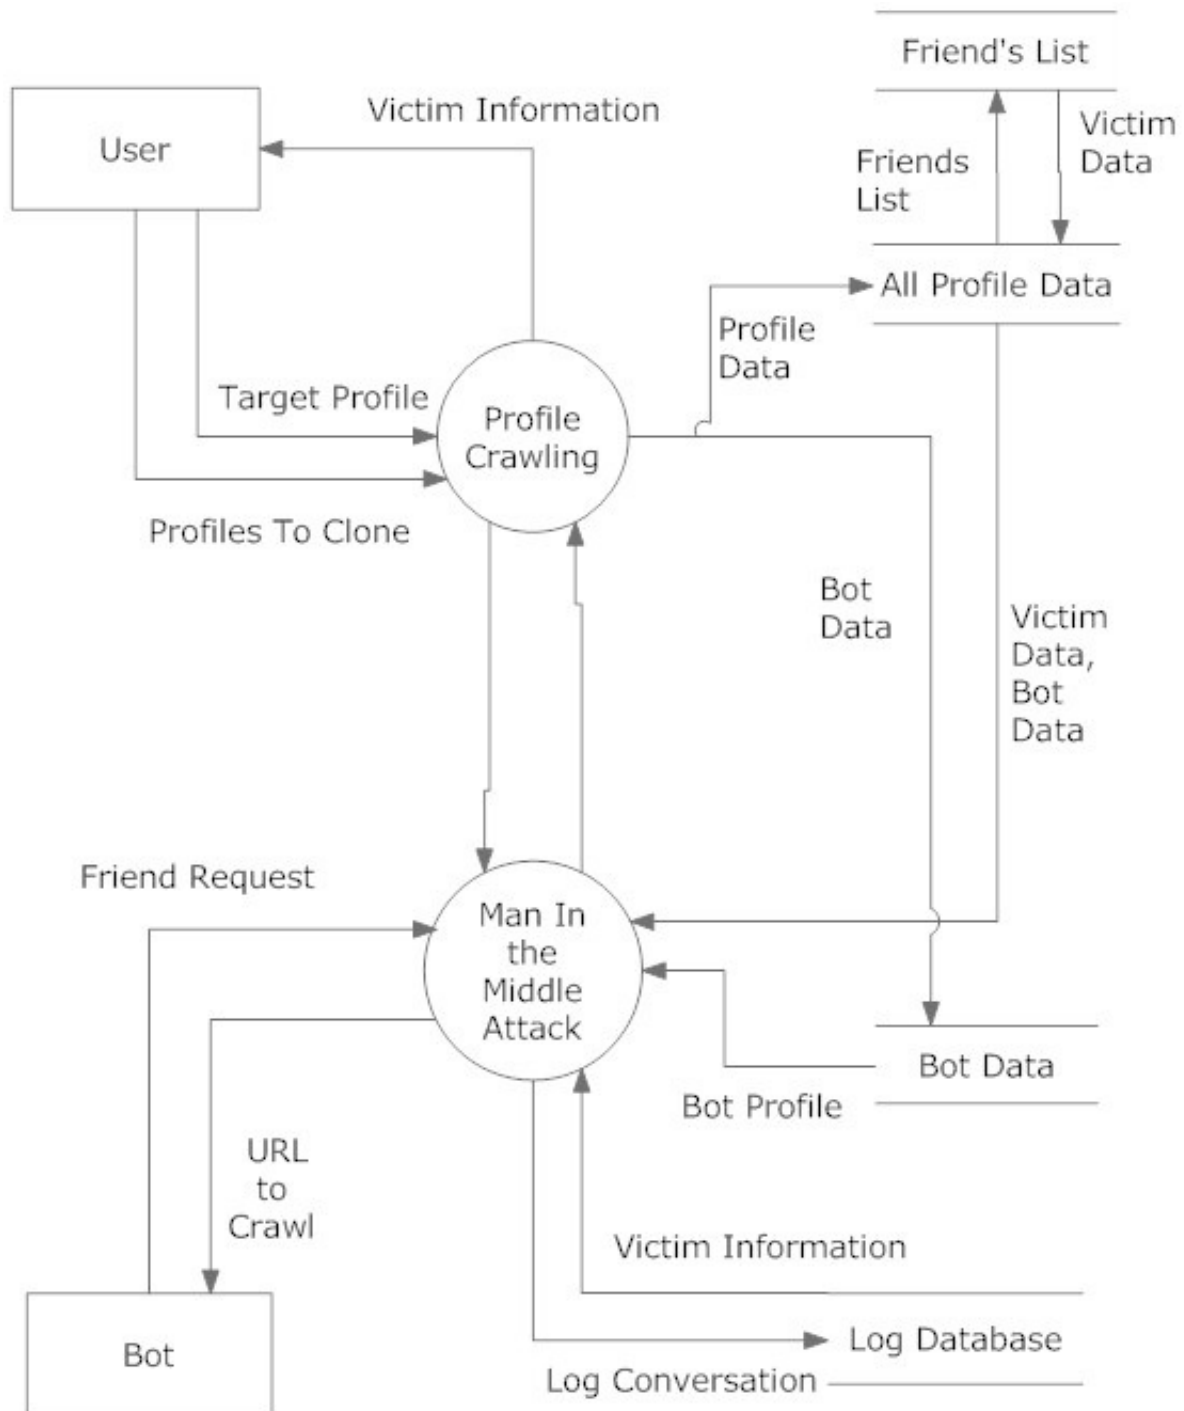 Friend's List
Victim Information
User
Victim
Data
Friends
List
All Profile Data
Profile
Data
Target Profile
Profile
Crawling
Profiles To Clone
Bot
Data
Victim
Data,
Bot
Data
Friend Request
Man In
the
Middle
Attack
Bot Data
Bot Profile
URL
to
Crawl
Victim Information
Log Database
Bot
Log Conversation